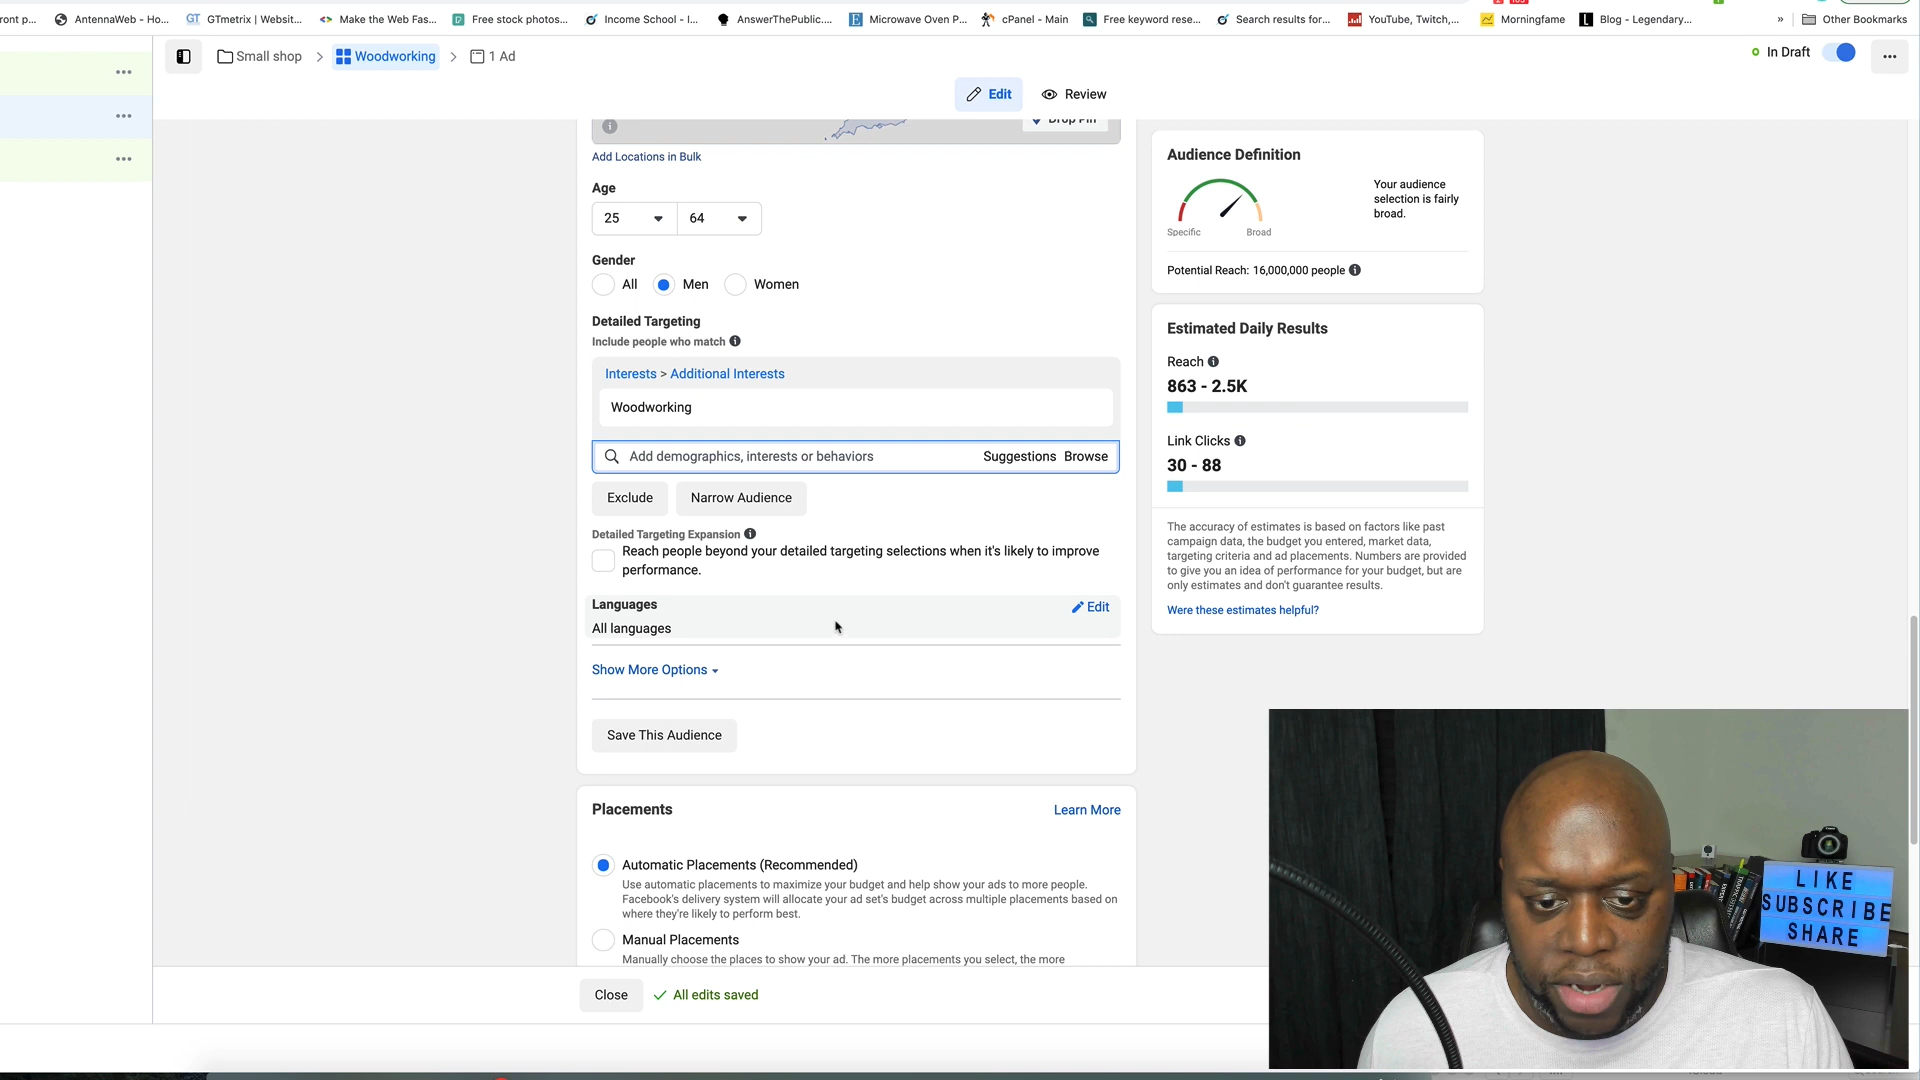 ront p...
AntennaWeb - Ho...
GT
GTmetrix | Websit...
Make the Web Fas...
Free stock photos...
Income School - I...
AnswerThePublic....
Microwave Oven P...
cPanel - Main
Free keyword rese...
Search results for...
YouTube, Twitch,...
Morningfame
Blog - Legendary...
»
Other Bookmarks
Small shop
Woodworking
1 Ad
In Draft
Edit
Review
Drop Pin
Add Locations in Bulk
Age
25
64
Gender
All
Men
Women
Detailed Targeting
Include people who match
Interests > Additional Interests
Woodworking
Add demographics, interests or behaviors
Suggestions
Browse
Exclude
Narrow Audience
Detailed Targeting Expansion
Reach people beyond your detailed targeting selections when it's likely to improve
performance.
Languages
Edit
All languages
Show More Options
Save This Audience
Placements
Learn More
Automatic Placements (Recommended)
Use automatic placements to maximize your budget and help show your ads to more people.
Facebook's delivery system will allocate your ad set's budget across multiple placements based on
where they're likely to perform best.
Manual Placements
Manually choose the places to show your ad. The more placements you select, the more
Close
All edits saved
Audience Definition
Your audience
selection is fairly
broad.
Specific
Broad
Potential Reach: 16,000,000 people
Estimated Daily Results
Reach
863 - 2.5K
Link Clicks
30 - 88
The accuracy of estimates is based on factors like past
campaign data, the budget you entered, market data,
targeting criteria and ad placements. Numbers are provided
to give you an idea of performance for your budget, but are
only estimates and don't guarantee results.
Were these estimates helpful?
LIKE
SUBSCRIBE
SHARE